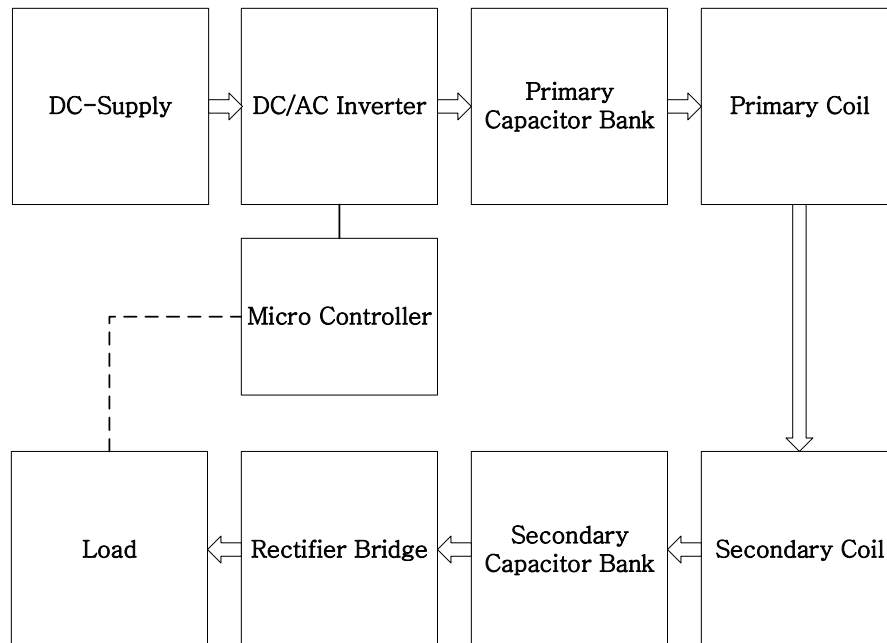 DC-Supply
DC/AC Inverter
Primary
Capacitor Bank
Primary Coil
Micro Controller
Load
Rectifier Bridge
Secondary
Capacitor Bank
Secondary Coil